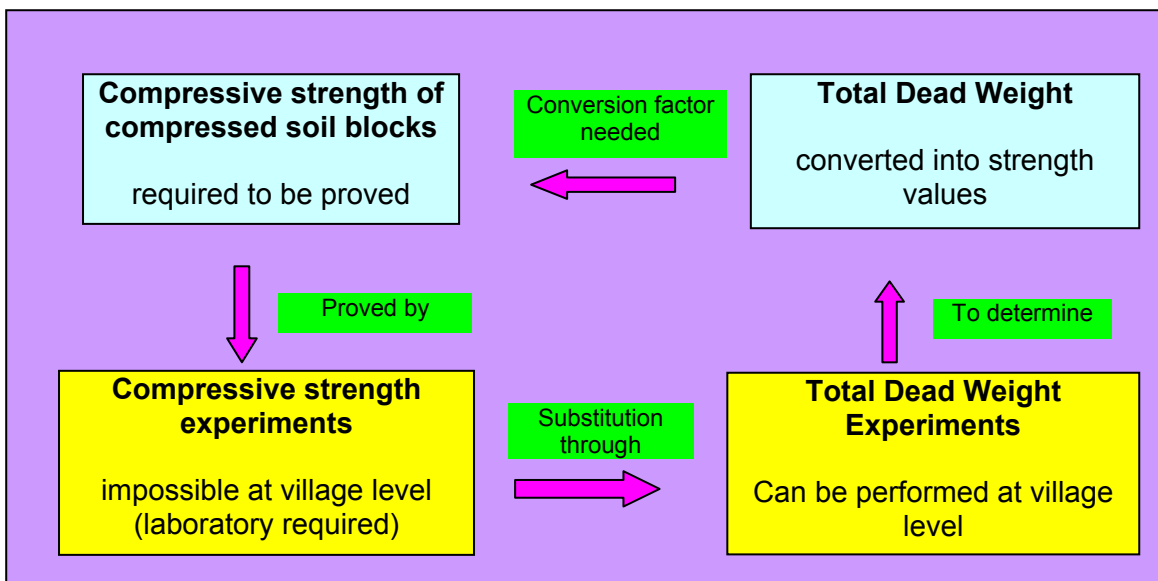 Compressive strength of
compressed soil blocks
required to be proved
Conversion factor
needed
Total Dead Weight
converted into strength
values
Proved by
To determine
Compressive strength
experiments
impossible at village level
(laboratory required)
Substitution
through
Total Dead Weight
Experiments
Can be performed at village
level